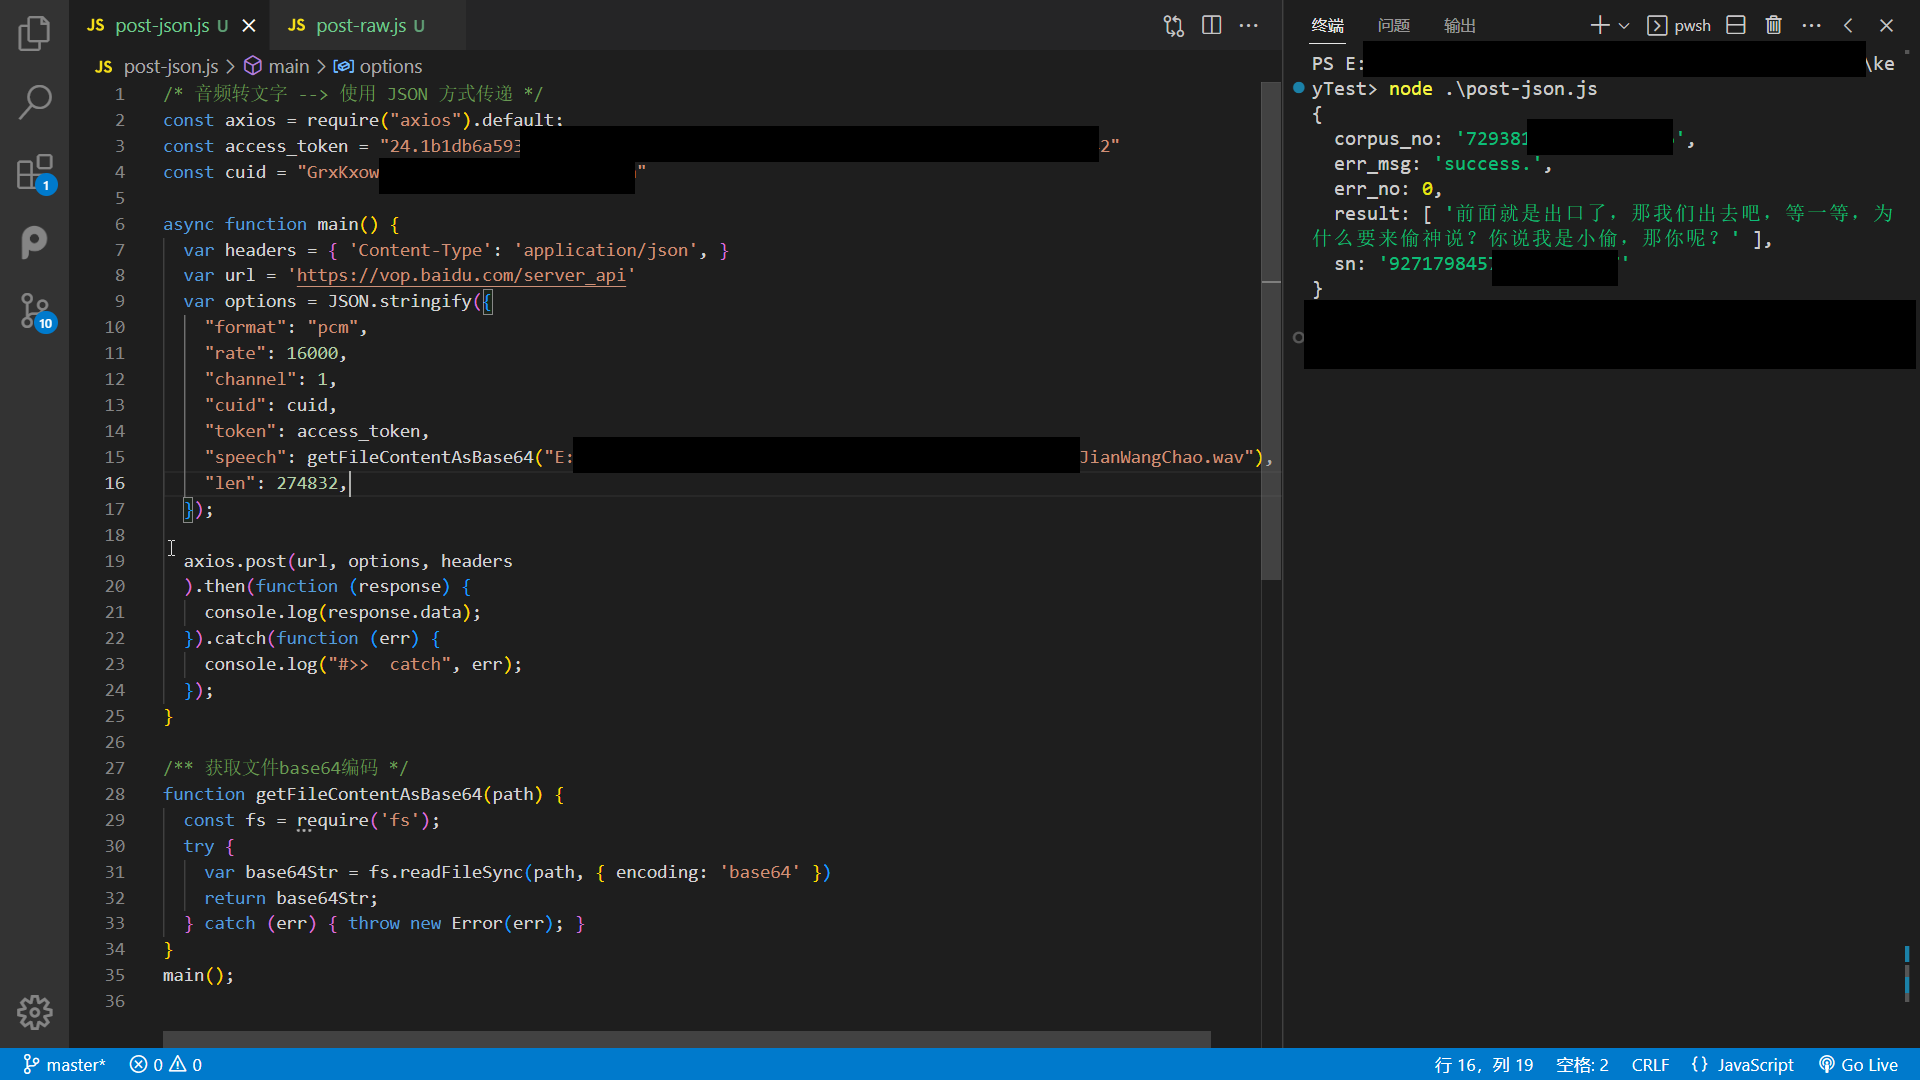 JS post-json.js U
JS post-raw.js U
JS post-json.js > main > options
1 /* 音频转文字 --> 使用 JSON 方式传递 */
2 const axios = require("axios").default;
3 const access_token = "24.1b1db6a593 2"
4 const cuid = "GrxKxow "
5
6 async function main() {
7 var headers = { 'Content-Type': 'application/json', }
8 var url = 'https://vop.baidu.com/server_api'
9 var options = JSON.stringify({
10 "format": "pcm",
11 "rate": 16000,
12 "channel": 1,
13 "cuid": cuid,
14 "token": access_token,
15 "speech": getFileContentAsBase64("E: JianWangChao.wav"),
16 "len": 274832,
17 });
18
19 axios.post(url, options, headers
20 ).then(function (response) {
21 console.log(response.data);
22 }).catch(function (err) {
23 console.log("#>>  catch", err);
24 });
25 }
26
27 /** 获取文件base64编码 */
28 function getFileContentAsBase64(path) {
29 const fs = require('fs');
30 try {
31 var base64Str = fs.readFileSync(path, { encoding: 'base64' })
32 return base64Str;
33 } catch (err) { throw new Error(err); }
34 }
35 main();
36
终端 问题 输出 pwsh
PS E: \ke
yTest> node .\post-json.js
{
corpus_no: '729381 ',
err_msg: 'success.',
err_no: 0,
result: [ '前面就是出口了，那我们出去吧，等一等，为
什么要来偷神说？你说我是小偷，那你呢？' ],
sn: '9271798457 '
}
1
10
master* 0 0
行 16，列 19 空格: 2 CRLF {} JavaScript Go Live